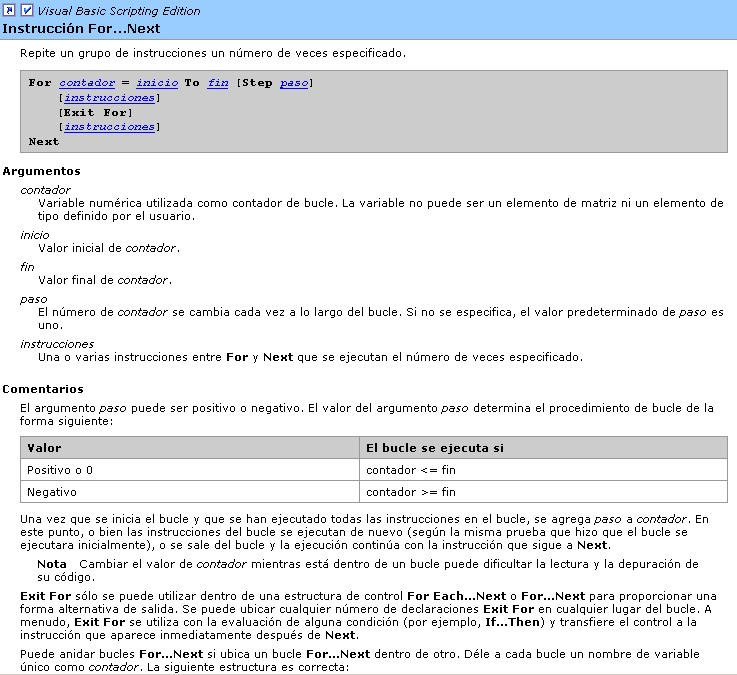 Visual Basic Scripting Edition
Instrucción For...Next
Repite un grupo de instrucciones un número de veces especificado.
For contador = inicio To fin [Step paso]
[instrucciones]
[Exit For]
[instrucciones]
Next
Argumentos
contador
Variable numérica utilizada como contador de bucle. La variable no puede ser un elemento de matriz ni un elemento de
tipo definido por el usuario.
inicio
Valor inicial de contador.
fin
Valor final de contador.
paso
El número de contador se cambia cada vez a lo largo del bucle. Si no se especifica, el valor predeterminado de paso es
uno.
instrucciones
Una o varias instrucciones entre For y Next que se ejecutan el número de veces especificado.
Comentarios
El argumento paso puede ser positivo o negativo. El valor del argumento paso determina el procedimiento de bucle de la
forma siguiente:
Valor El bucle se ejecuta si
Positivo o 0 contador <= fin
Negativo contador >= fin
Una vez que se inicia el bucle y que se han ejecutado todas las instrucciones en el bucle, se agrega paso a contador. En
este punto, o bien las instrucciones del bucle se ejecutan de nuevo (según la misma prueba que hizo que el bucle se
ejecutara inicialmente), o se sale del bucle y la ejecución continúa con la instrucción que sigue a Next.
Nota Cambiar el valor de contador mientras está dentro de un bucle puede dificultar la lectura y la depuración de
su código.
Exit For sólo se puede utilizar dentro de una estructura de control For Each...Next o For...Next para proporcionar una
forma alternativa de salida. Se puede ubicar cualquier número de declaraciones Exit For en cualquier lugar del bucle. A
menudo, Exit For se utiliza con la evaluación de alguna condición (por ejemplo, If...Then) y transfiere el control a la
instrucción que aparece inmediatamente después de Next.
Puede anidar bucles For...Next si ubica un bucle For...Next dentro de otro. Déle a cada bucle un nombre de variable
único como contador. La siguiente estructura es correcta: